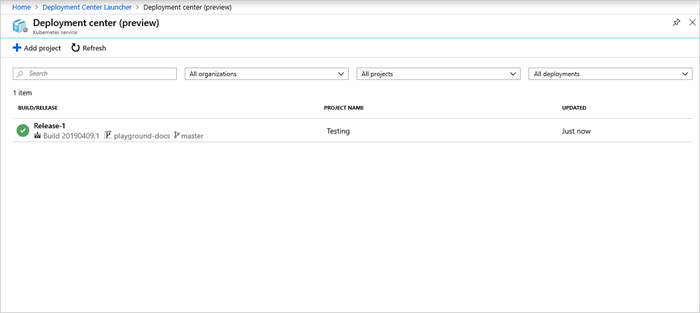 Home > Deployment Center Launcher > Deployment center (preview)
Deployment center (preview)
Kubernetes service
Add project Refresh
Search All organizations All projects All deployments
1 item
BUILD/RELEASE PROJECT NAME UPDATED
Release-1
Build 20190409.1 playground-docs master Testing Just now